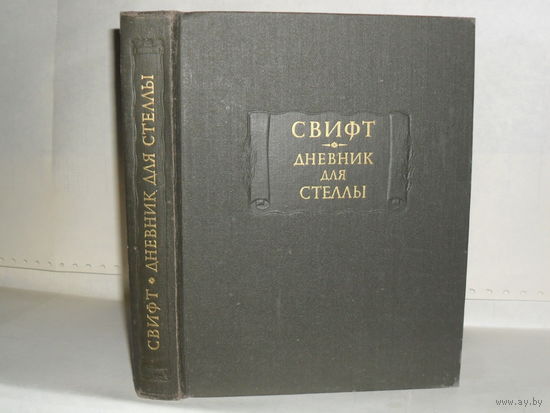 СВИФТ • ДНЕВНИК ДЛЯ СТЕЛЛЫ
СВИФТ
ДНЕВНИК
ДЛЯ
СТЕЛЛЫ
© www.ay.by